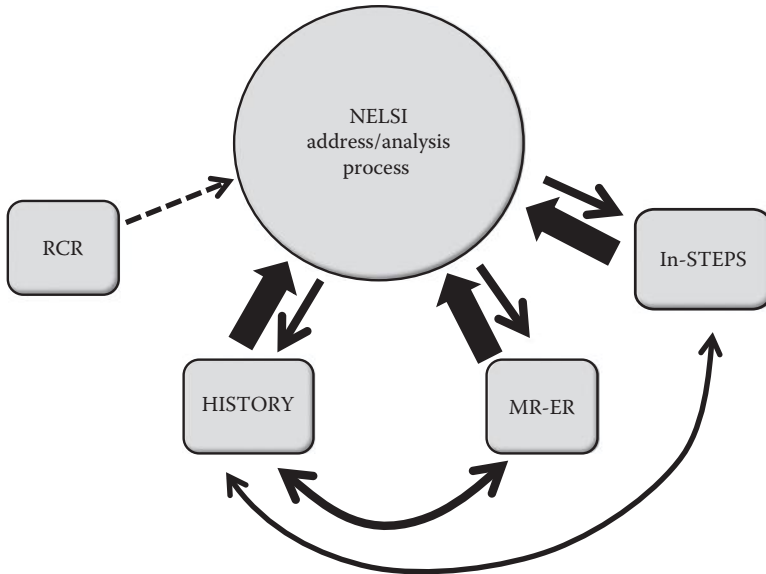 NELSI
address/analysis
process
RCR
In-STEPS
HISTORY
MR-ER